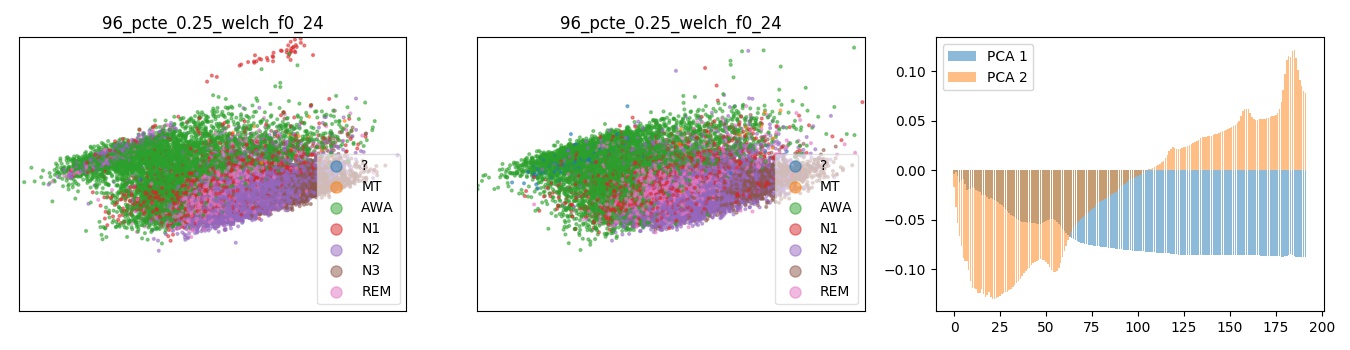 96_pcte_0.25_welch_f0_24
?
MT
AWA
N1
N2
N3
REM
96_pcte_0.25_welch_f0_24
?
MT
AWA
N1
N2
N3
REM
PCA 1
PCA 2
0.10
0.05
0.00
−0.05
−0.10
0 25 50 75 100 125 150 175 200